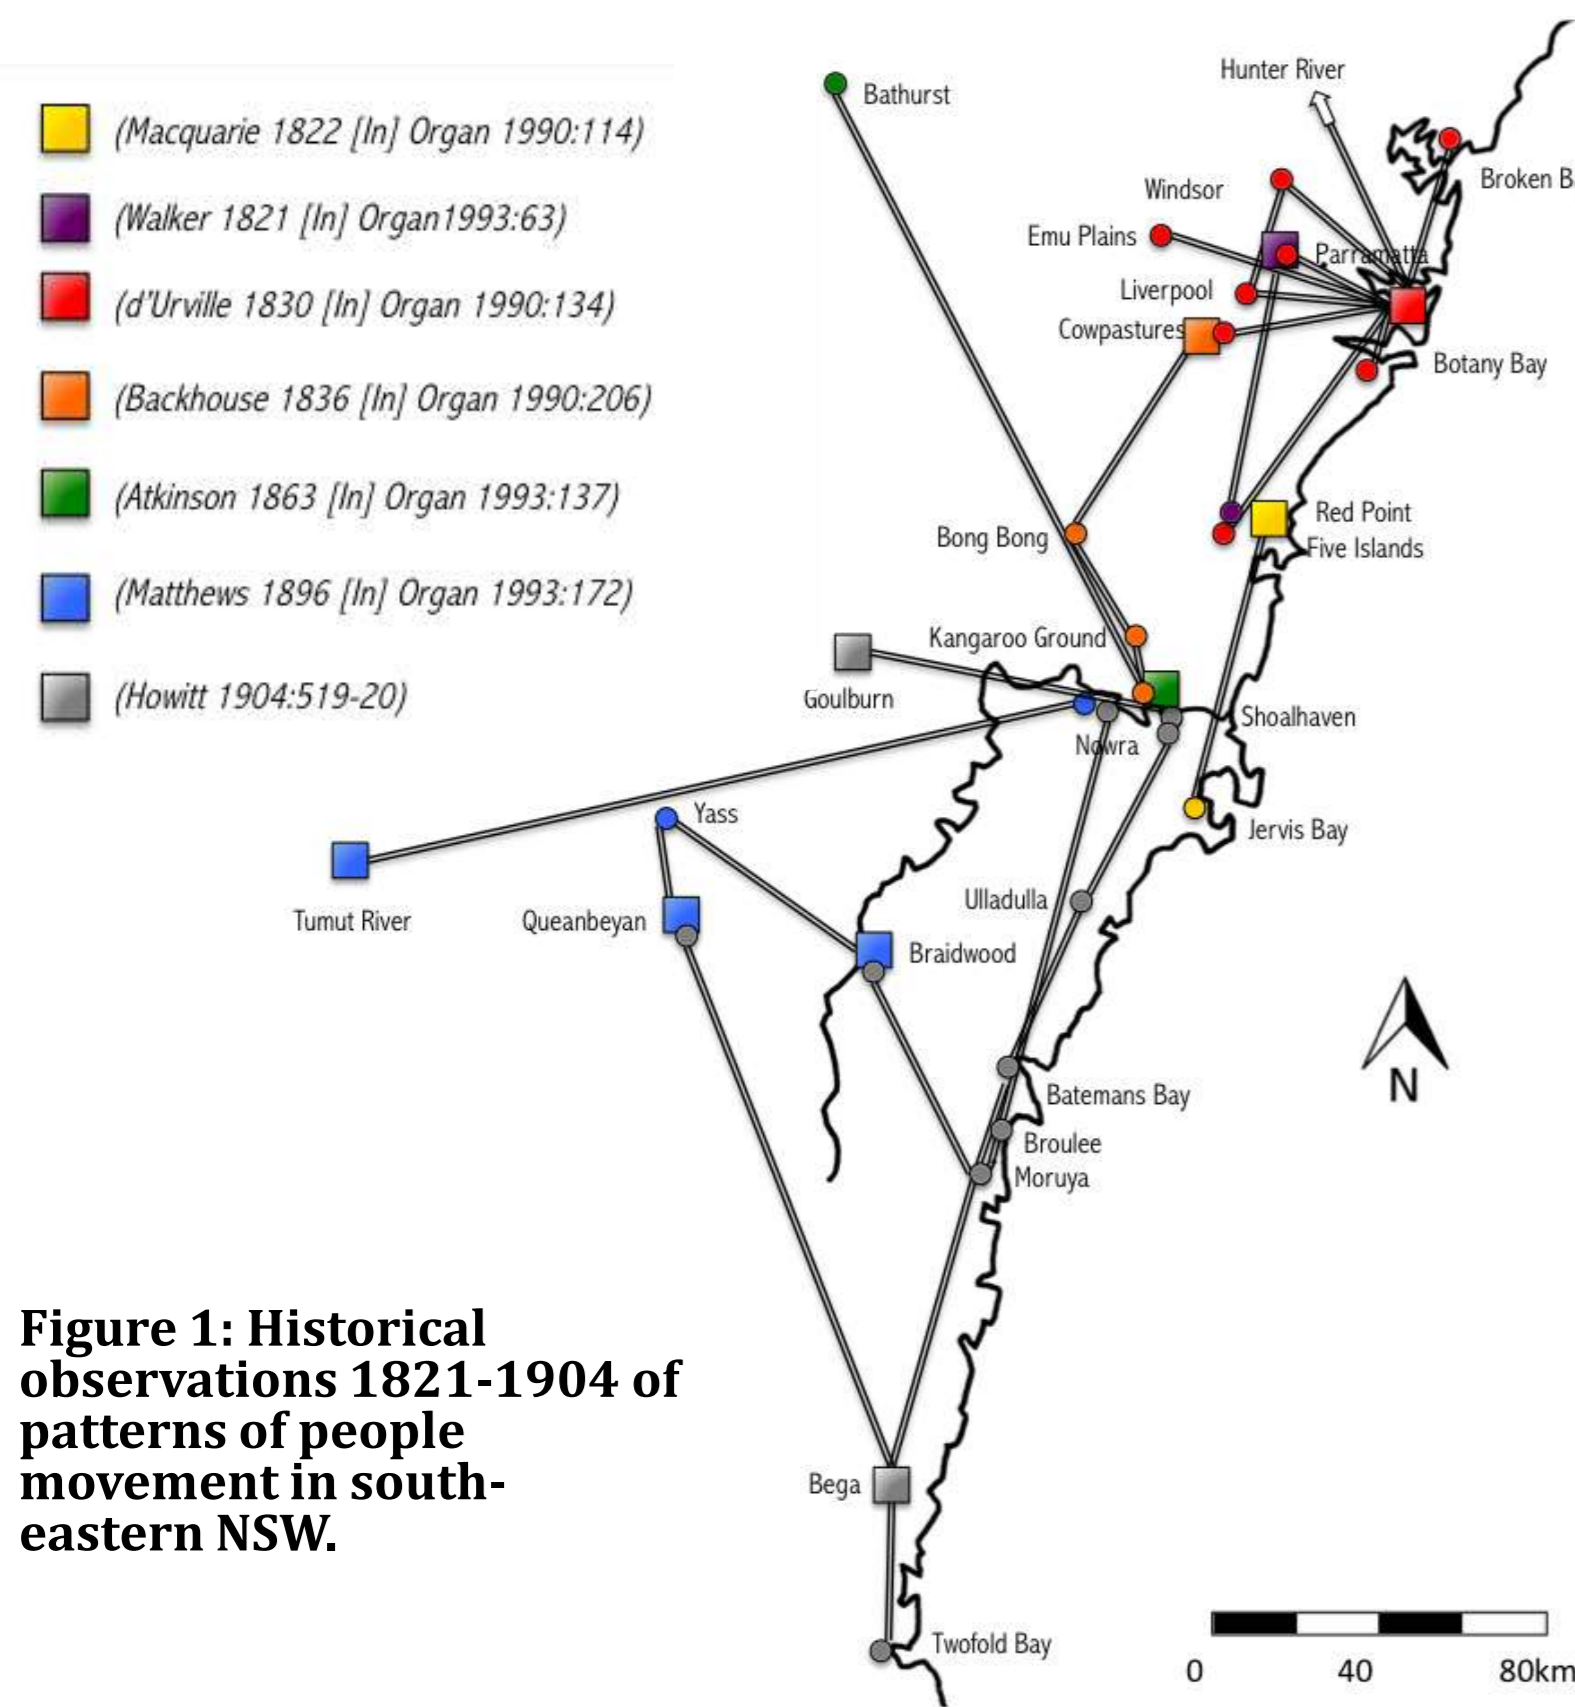 (Macquarie 1822 [In] Organ 1990:114)
(Walker 1821 [In] Organ1993:63)
(d'Urville 1830 [In] Organ 1990:134)
(Backhouse 1836 [In] Organ 1990:206)
(Atkinson 1863 [In] Organ 1993:137)
(Matthews 1896 [In] Organ 1993:172)
(Howitt 1904:519-20)
Hunter River
Bathurst
Broken B
Windsor
Emu Plains
Parramatta
Liverpool
Cowpastures
Botany Bay
Red Point
Five Islands
Bong Bong
Kangaroo Ground
Goulburn
Shoalhaven
Nowra
Yass
Jervis Bay
Ulladulla
Tumut River
Queanbeyan
Braidwood
N
Batemans Bay
Broulee
Moruya
Bega
Twofold Bay
0 40 80km
Figure 1: Historical
observations 1821-1904 of
patterns of people
movement in south-
eastern NSW.